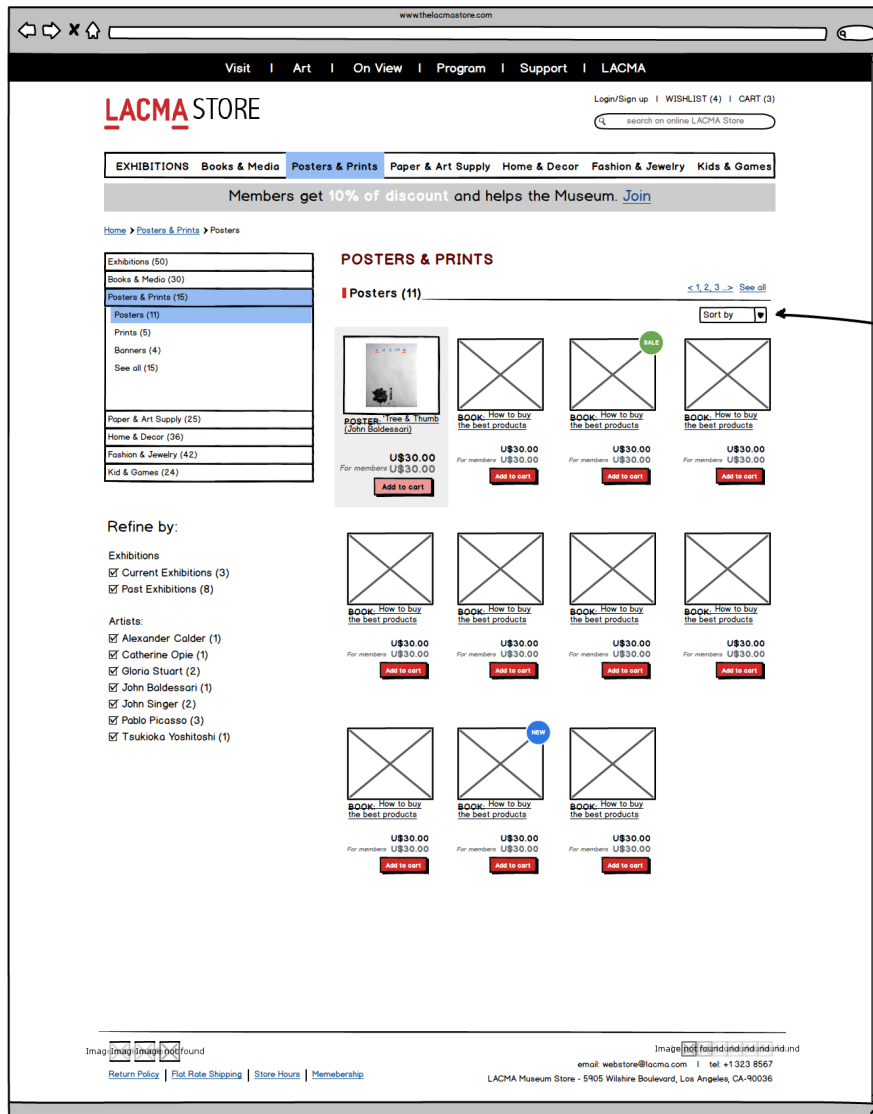 www.thelacmastore.com
Visit | Art | On View | Program | Support | LACMA
Login/Sign up | WISHLIST (4) | CART (3)
LACMA STORE
search on online LACMA Store
EXHIBITIONS Books & Media Posters & Prints Paper & Art Supply Home & Decor Fashion & Jewelry Kids & Games
Members get 10% of discount and helps the Museum. Join
Home > Posters & Prints > Posters
Exhibitions (50)
Books & Media (30)
Posters & Prints (15)
Posters (11)
Prints (5)
Banners (4)
See all (15)
Paper & Art Supply (25)
Home & Decor (36)
Fashion & Jewelry (42)
Kid & Games (24)
Refine by:
Exhibitions
Current Exhibitions (3)
Past Exhibitions (8)
Artists:
Alexander Calder (1)
Catherine Opie (1)
Gloria Stuart (2)
John Baldessari (1)
John Singer (2)
Pablo Picasso (3)
Tsukioka Yoshitoshi (1)
POSTERS & PRINTS
Posters (11)
< 1, 2, 3 ...> See all
Sort by
POSTER: 'Tree & Thumb
(John Baldessari)
U$30.00
For members U$30.00
Add to cart
BOOK: How to buy
the best products
U$30.00
For members U$30.00
Add to cart
SALE
BOOK: How to buy
the best products
U$30.00
For members U$30.00
Add to cart
BOOK: How to buy
the best products
U$30.00
For members U$30.00
Add to cart
BOOK: How to buy
the best products
U$30.00
For members U$30.00
Add to cart
BOOK: How to buy
the best products
U$30.00
For members U$30.00
Add to cart
BOOK: How to buy
the best products
U$30.00
For members U$30.00
Add to cart
BOOK: How to buy
the best products
U$30.00
For members U$30.00
Add to cart
BOOK: How to buy
the best products
U$30.00
For members U$30.00
Add to cart
NEW
BOOK: How to buy
the best products
U$30.00
For members U$30.00
Add to cart
BOOK: How to buy
the best products
U$30.00
For members U$30.00
Add to cart
Image not found
Image not found
Return Policy | Flat Rate Shipping | Store Hours | Memebership
email: webstore@lacma.com | tel: +1 323 8567
LACMA Museum Store - 5905 Wilshire Boulevard, Los Angeles, CA-90036